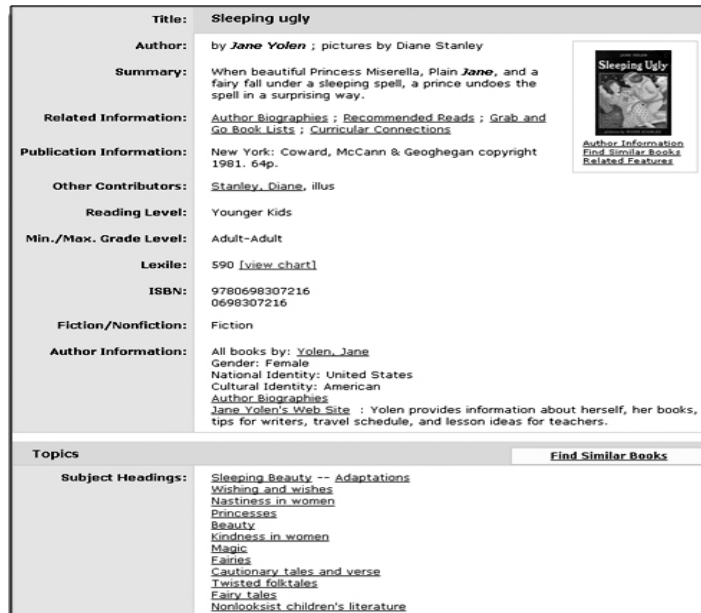 Title: Sleeping ugly
Author: by Jane Yolen ; pictures by Diane Stanley
Summary: When beautiful Princess Miserella, Plain Jane, and a
fairy fall under a sleeping spell, a prince undoes the
spell in a surprising way.
Related Information: Author Biographies ; Recommended Reads ; Grab and
Go Book Lists ; Curricular Connections
Publication Information: New York: Coward, McCann & Geoghegan copyright
1981. 64p.
JANE YOLEN
Sleeping Ugly
Author Information
Find Similar Books
Related Features
Other Contributors: Stanley, Diane, illus
Reading Level: Younger Kids
Min./Max. Grade Level: Adult-Adult
Lexile: 590 [view chart]
ISBN: 9780698307216
0698307216
Fiction/Nonfiction: Fiction
Author Information: All books by: Yolen, Jane
Gender: Female
National Identity: United States
Cultural Identity: American
Author Biographies
Jane Yolen's Web Site : Yolen provides information about herself, her books,
tips for writers, travel schedule, and lesson ideas for teachers.
Topics
Find Similar Books
Subject Headings: Sleeping Beauty -- Adaptations
Wishing and wishes
Nastiness in women
Princesses
Beauty
Kindness in women
Magic
Fairies
Cautionary tales and verse
Twisted folktales
Fairy tales
Nonlooksist children's literature